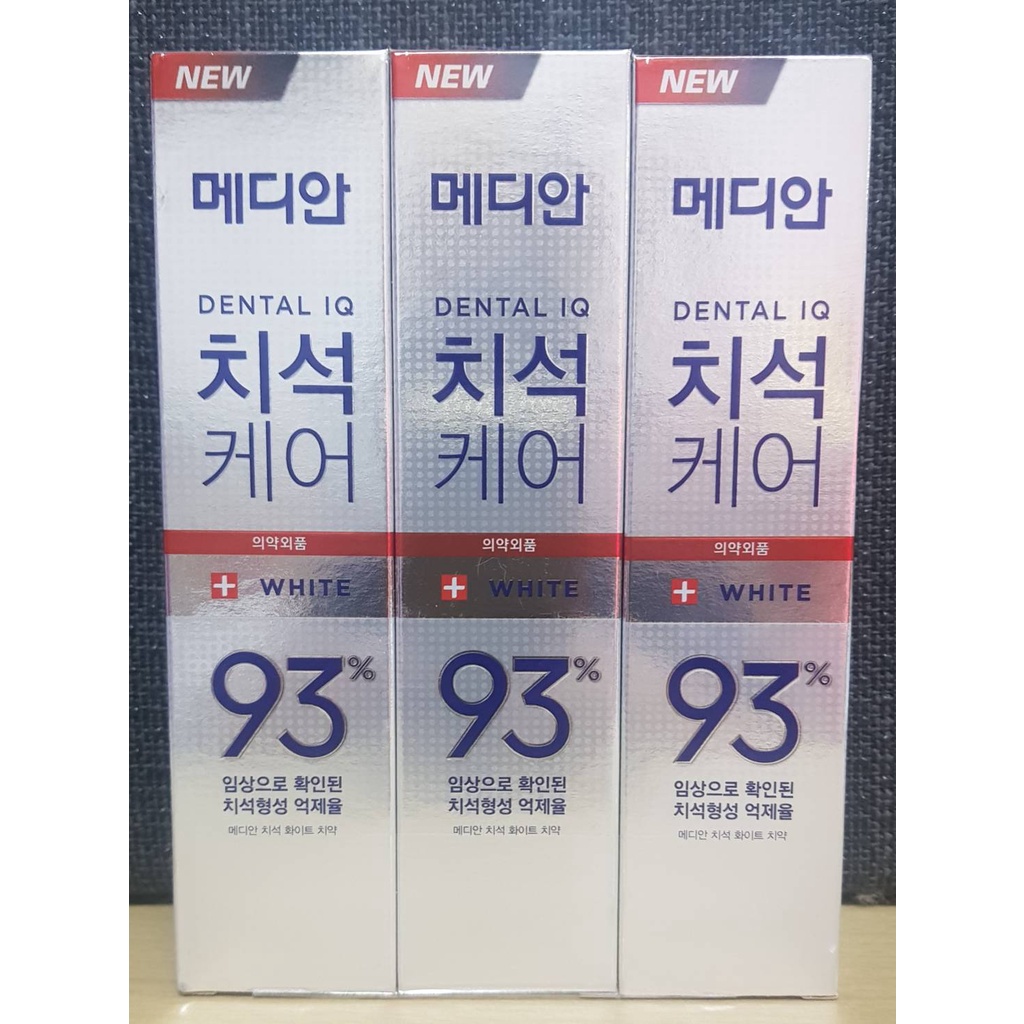 NEW
메디안
DENTAL IQ
치석
케어
의약외품
WHITE
93%
임상으로 확인된
치석형성 억제율
메디안 치석 화이트 치약
NEW
메디안
DENTAL IQ
치석
케어
의약외품
WHITE
93%
임상으로 확인된
치석형성 억제율
메디안 치석 화이트 치약
NEW
메디안
DENTAL IQ
치석
케어
의약외품
WHITE
93%
임상으로 확인된
치석형성 억제율
메디안 치석 화이트 치약